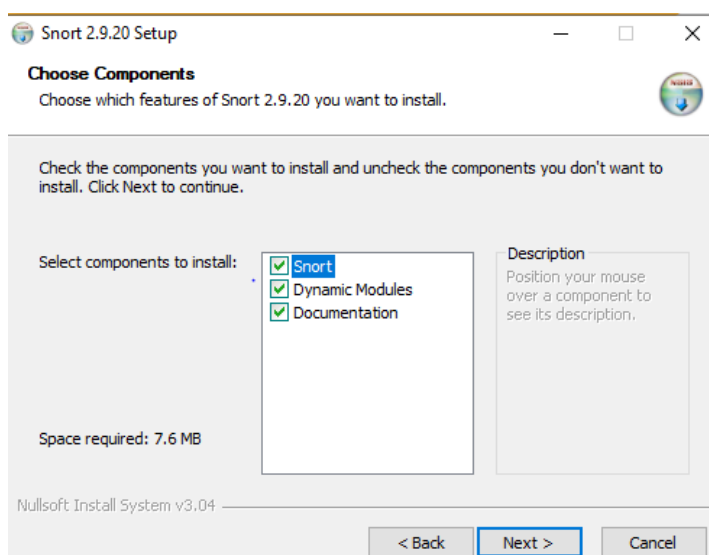 Snort 2.9.20 Setup
Choose Components
Choose which features of Snort 2.9.20 you want to install.
Check the components you want to install and uncheck the components you don't want to
install. Click Next to continue.
Select components to install:
Snort
Dynamic Modules
Documentation
Description
Position your mouse
over a component to
see its description.
Space required: 7.6 MB
Nullsoft Install System v3.04
< Back
Next >
Cancel